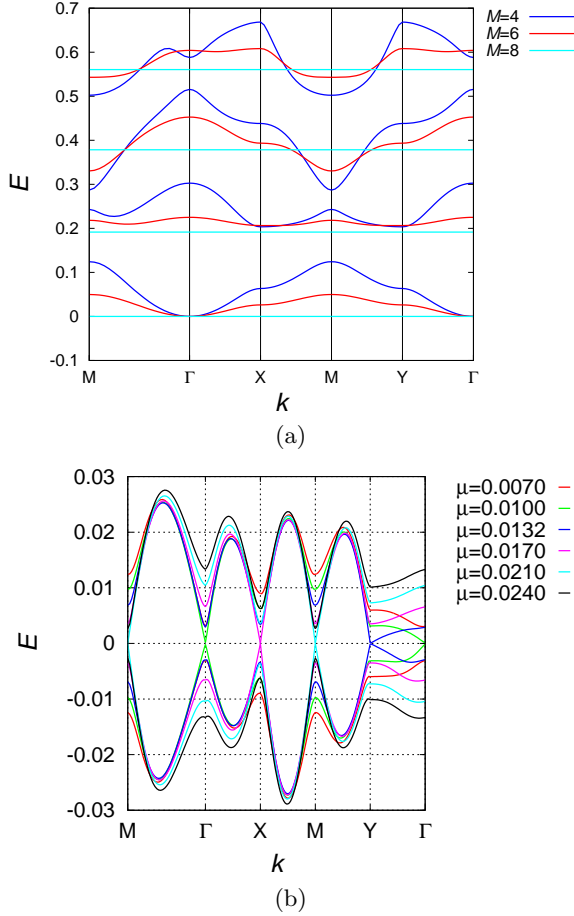 0.7
0.6
0.5
0.4
0.3
0.2
0.1
0
-0.1
E
M Γ X M Y Γ
k
M=4
M=6
M=8
(a)
0.03
0.02
0.01
0
-0.01
-0.02
-0.03
E
M Γ X M Y Γ
k
μ=0.0070
μ=0.0100
μ=0.0132
μ=0.0170
μ=0.0210
μ=0.0240
(b)